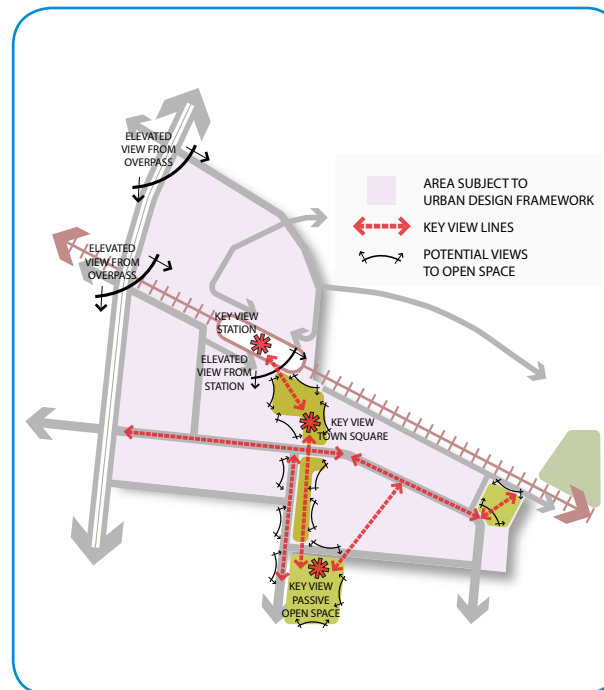 ELEVATED
VIEW FROM
OVERPASS
AREA SUBJECT TO
URBAN DESIGN FRAMEWORK
KEY VIEW LINES
POTENTIAL VIEWS
TO OPEN SPACE
ELEVATED
VIEW FROM
OVERPASS
KEY VIEW
STATION
ELEVATED
VIEW FROM
STATION
KEY VIEW
TOWN SQUARE
KEY VIEW
PASSIVE
OPEN SPACE